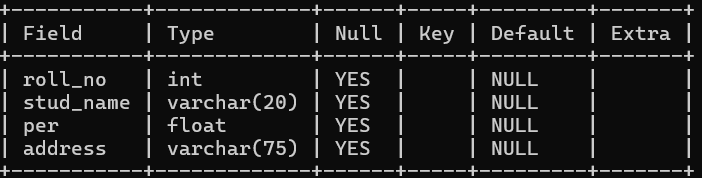 +-----------+-------------+------+-----+---------+-------+
| Field     | Type        | Null | Key | Default | Extra |
+-----------+-------------+------+-----+---------+-------+
| roll_no   | int         | YES  |     | NULL    |       |
| stud_name | varchar(20) | YES  |     | NULL    |       |
| per       | float       | YES  |     | NULL    |       |
| address   | varchar(75) | YES  |     | NULL    |       |
+-----------+-------------+------+-----+---------+-------+